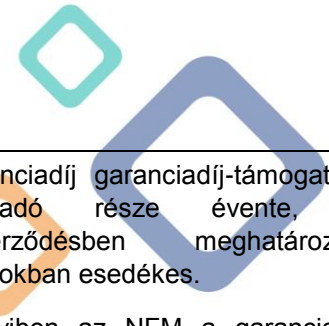 nciadíj garanciadíj-támogat
adó része évente,
erződésben meghatároz
okban esedékes.